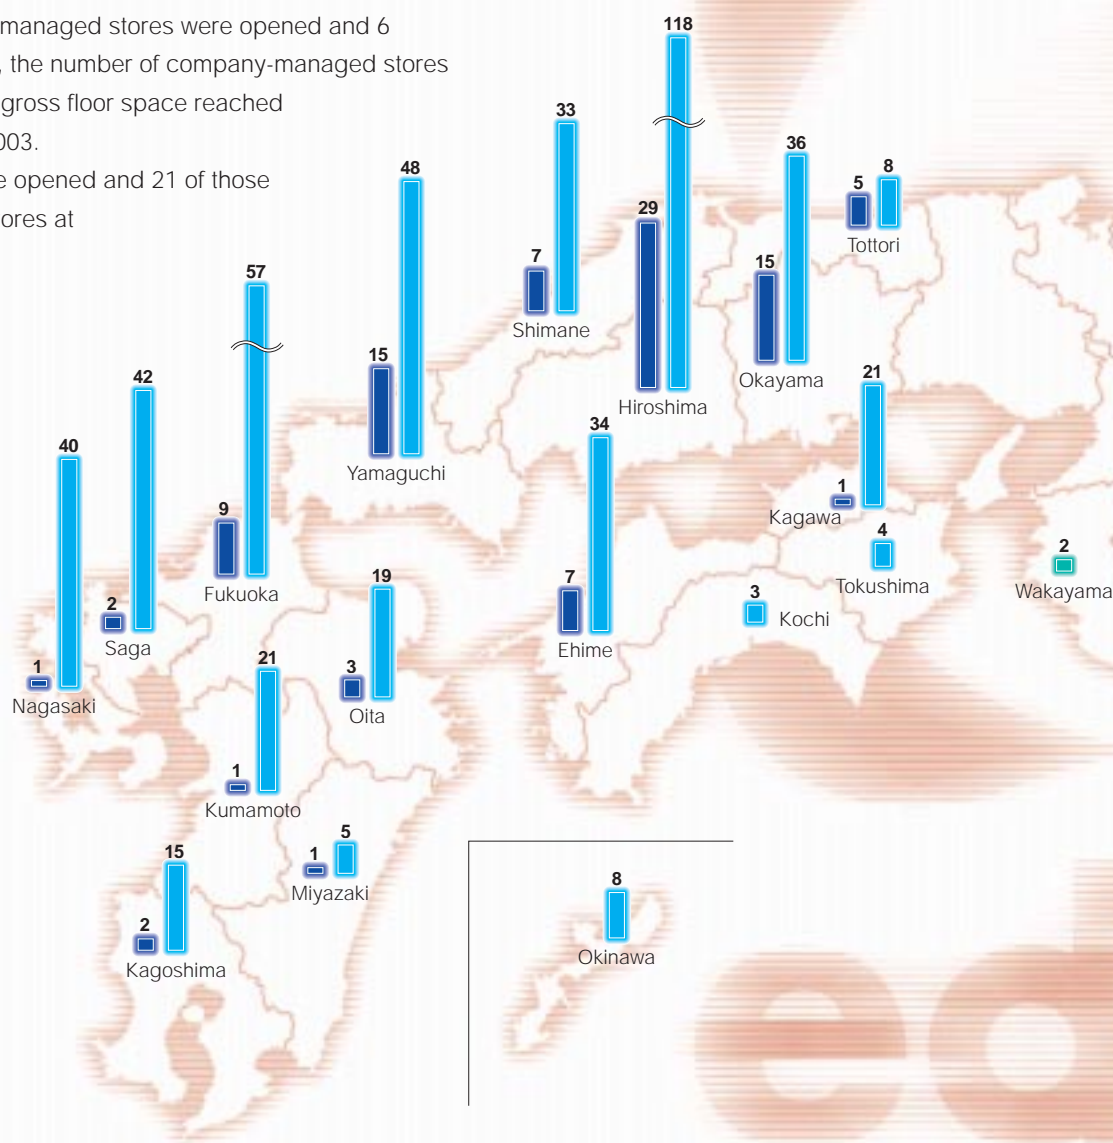 managed stores were opened and 6
, the number of company-managed stores
gross floor space reached
003.
e opened and 21 of those
ores at
118
33
36
48
5
8
29
Tottori
7
15
57
Shimane
15
21
Okayama
42
Hiroshima
34
40
Yamaguchi
1
Kagawa
9
4
2
19
7
Tokushima
Fukuoka
3
Wakayama
2
Kochi
Saga
Ehime
21
3
1
Nagasaki
Oita
1
Kumamoto
5
15
1
8
Miyazaki
2
Okinawa
Kagoshima